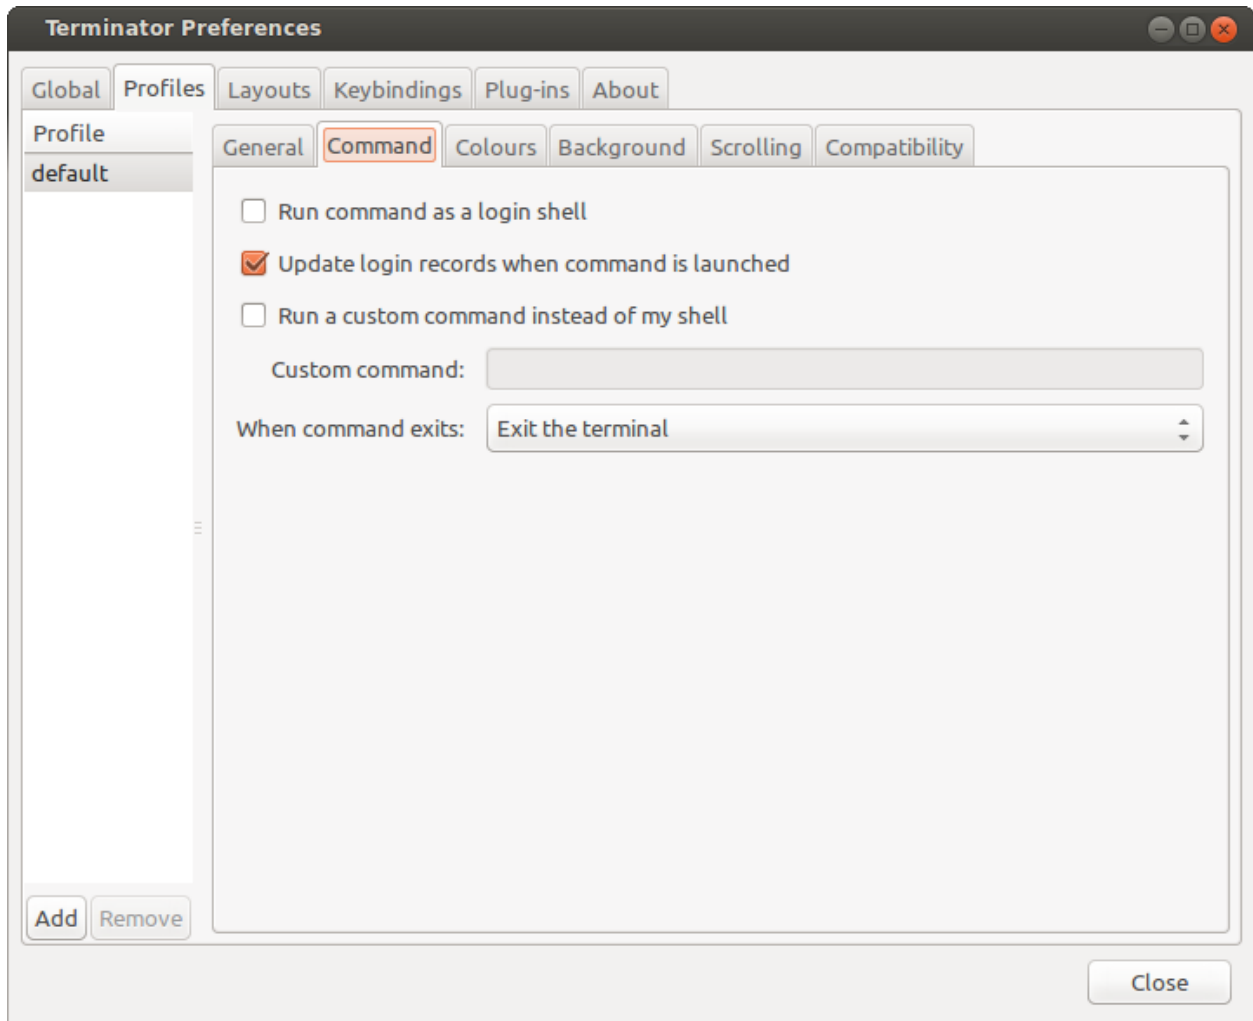 Terminator Preferences
Global Profiles Layouts Keybindings Plug-ins About
Profile
default
General Command Colours Background Scrolling Compatibility
Run command as a login shell
Update login records when command is launched
Run a custom command instead of my shell
Custom command:
When command exits: Exit the terminal
Add Remove
Close